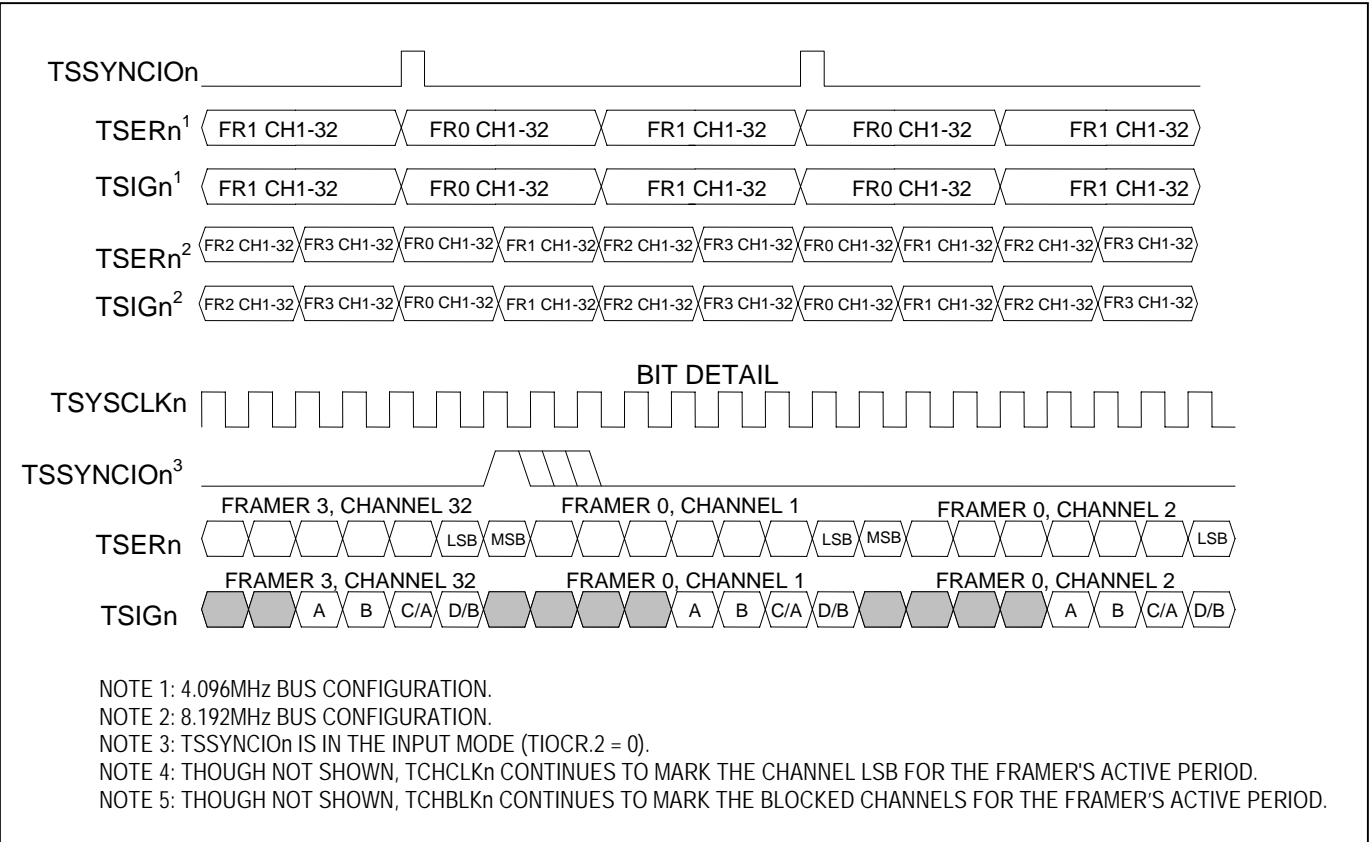 TSSYNCIOn
TSERn1 FR1 CH1-32 FR0 CH1-32 FR1 CH1-32 FR0 CH1-32 FR1 CH1-32
TSIGn1 FR1 CH1-32 FR0 CH1-32 FR1 CH1-32 FR0 CH1-32 FR1 CH1-32
TSERn2 FR2 CH1-32 FR3 CH1-32 FR0 CH1-32 FR1 CH1-32 FR2 CH1-32 FR3 CH1-32 FR0 CH1-32 FR1 CH1-32 FR2 CH1-32 FR3 CH1-32
TSIGn2 FR2 CH1-32 FR3 CH1-32 FR0 CH1-32 FR1 CH1-32 FR2 CH1-32 FR3 CH1-32 FR0 CH1-32 FR1 CH1-32 FR2 CH1-32 FR3 CH1-32
BIT DETAIL
TSYSCLKn
TSSYNCIOn3
FRAMER 3, CHANNEL 32 FRAMER 0, CHANNEL 1 FRAMER 0, CHANNEL 2
TSERn LSB MSB LSB MSB LSB
FRAMER 3, CHANNEL 32 FRAMER 0, CHANNEL 1 FRAMER 0, CHANNEL 2
TSIGn A B C/A D/B A B C/A D/B A B C/A D/B
NOTE 1: 4.096MHz BUS CONFIGURATION.
NOTE 2: 8.192MHz BUS CONFIGURATION.
NOTE 3: TSSYNCIOn IS IN THE INPUT MODE (TIOCR.2 = 0).
NOTE 4: THOUGH NOT SHOWN, TCHCLKn CONTINUES TO MARK THE CHANNEL LSB FOR THE FRAMER'S ACTIVE PERIOD.
NOTE 5: THOUGH NOT SHOWN, TCHBLKn CONTINUES TO MARK THE BLOCKED CHANNELS FOR THE FRAMER’S ACTIVE PERIOD.